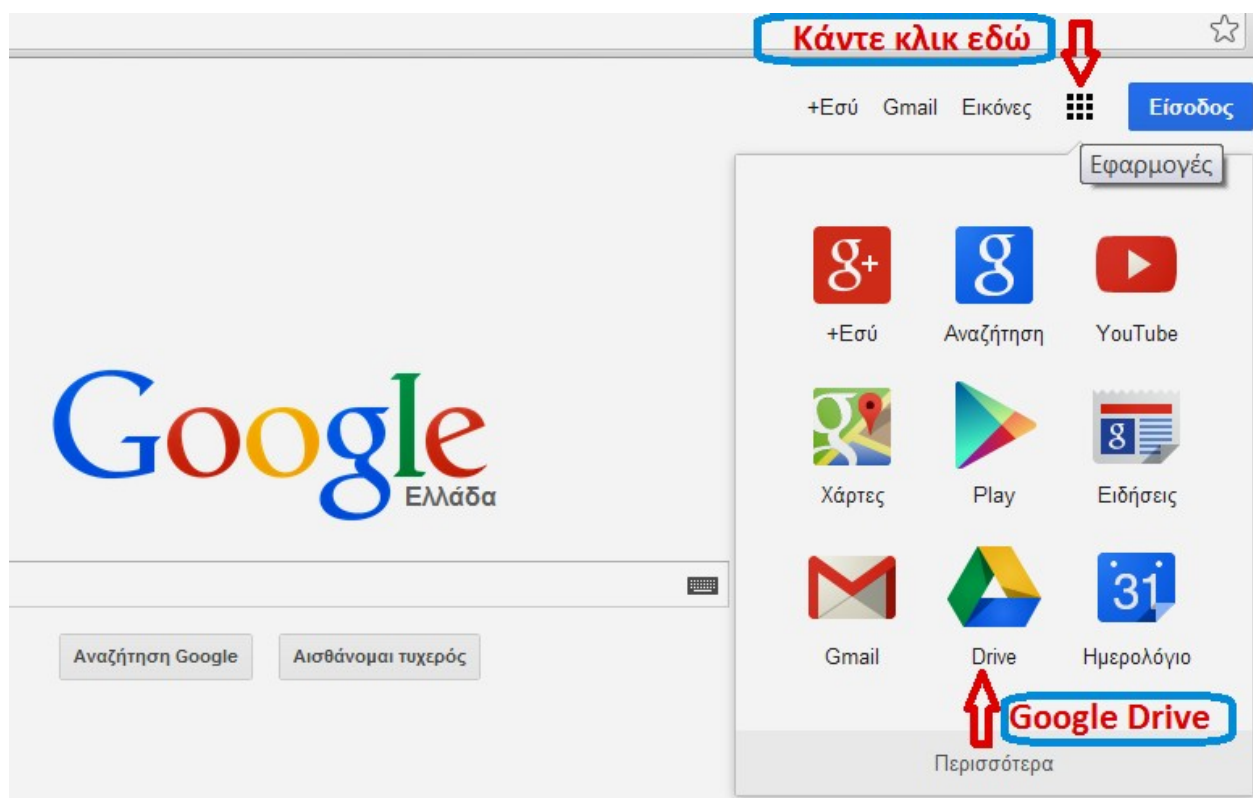 Κάντε κλικ εδώ
+Εσύ Gmail Εικόνες Είσοδος
Εφαρμογές
g+ g
+Εσύ Αναζήτηση YouTube
Google
Ελλάδα
g g
Χάρτες Play Ειδήσεις
31
Αναζήτηση Google Αισθάνομαι τυχερός
Gmail Drive Ημερολόγιο
Google Drive
Περισσότερα